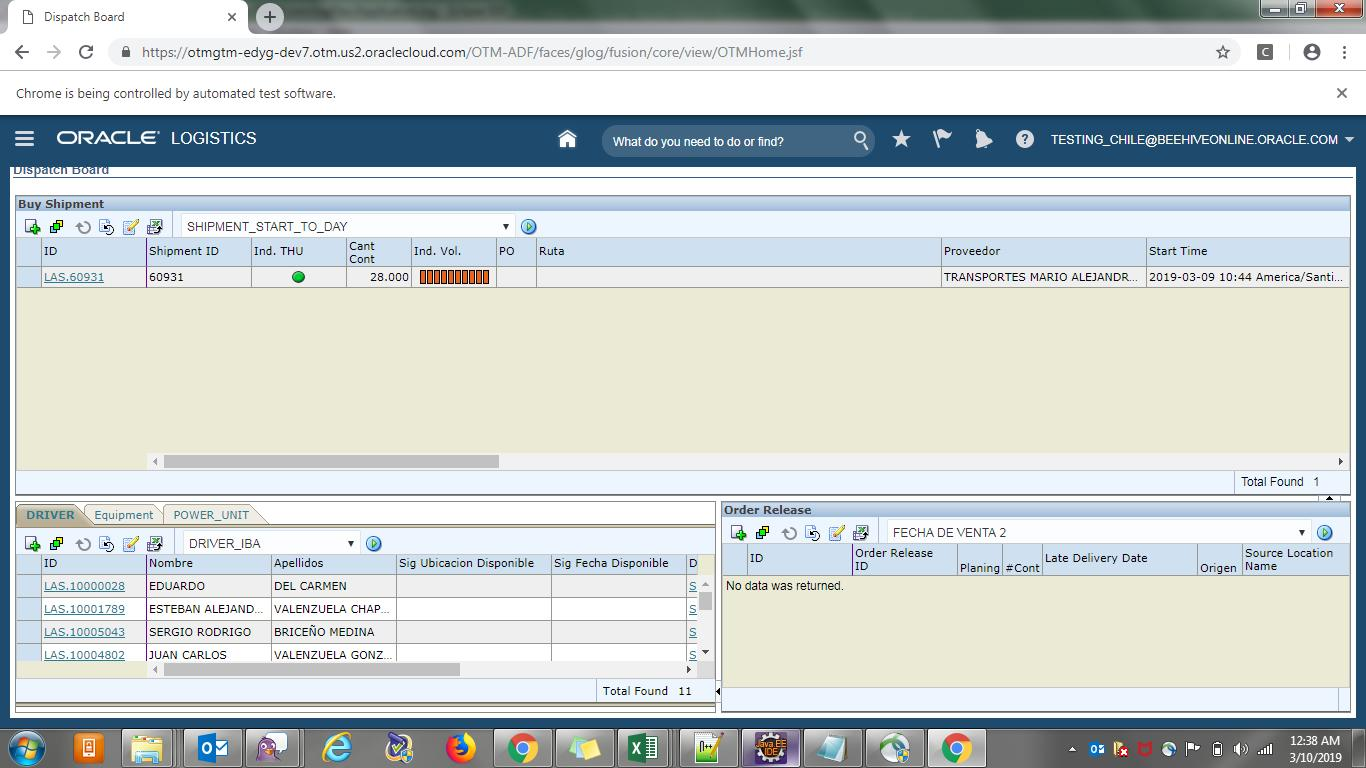 Dispatch Board
https://otmgtm-edyg-dev7.otm.us2.oraclecloud.com/OTM-ADF/faces/glog/fusion/core/view/OTMHome.jsf
C
Chrome is being controlled by automated test software.
ORACLE LOGISTICS What do you need to do or find? TESTING_CHILE@BEEHIVEONLINE.ORACLE.COM
Dispatch Board
Buy Shipment
SHIPMENT_START_TO_DAY
ID Shipment ID Ind. THU Cant Cont Ind. Vol. PO Ruta Proveedor Start Time
LAS.60931 60931 28.000 TRANSPORTES MARIO ALEJANDR... 2019-03-09 10:44 America/Santi...
Total Found 1
DRIVER Equipment POWER_UNIT
DRIVER_IBA
ID Nombre Apellidos Sig Ubicacion Disponible Sig Fecha Disponible D
LAS.10000028 EDUARDO DEL CARMEN S
LAS.10001789 ESTEBAN ALEJAND... VALENZUELA CHAP... S
LAS.10005043 SERGIO RODRIGO BRICEÑO MEDINA S
LAS.10004802 JUAN CARLOS VALENZUELA GONZ... S
Total Found 11
Order Release
FECHA DE VENTA 2
ID Order Release ID Planing #Cont Late Delivery Date Origen Source Location Name
No data was returned.
Java EE
IDE
12:38 AM
3/10/2019